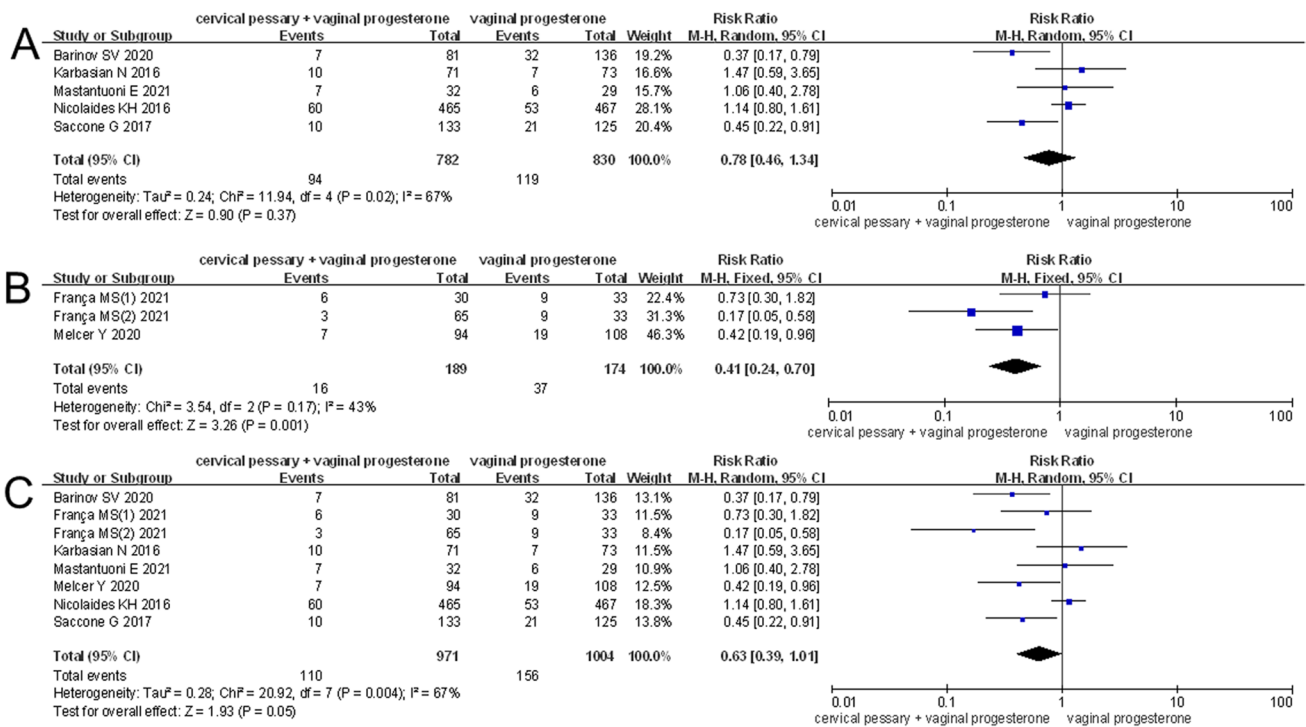 A
cervical pessary + vaginal progesterone vaginal progesterone Risk Ratio Risk Ratio
Study or Subgroup Events Total Events Total Weight M-H, Random, 95% CI M-H, Random, 95% CI
Barinov SV 2020 7 81 32 136 19.2% 0.37 [0.17, 0.79]
Karbasian N 2016 10 71 7 73 16.6% 1.47 [0.59, 3.65]
Mastantuoni E 2021 7 32 6 29 15.7% 1.06 [0.40, 2.78]
Nicolaides KH 2016 60 465 53 467 28.1% 1.14 [0.80, 1.61]
Saccone G 2017 10 133 21 125 20.4% 0.45 [0.22, 0.91]
Total (95% CI) 782 830 100.0% 0.78 [0.46, 1.34]
Total events 94 119
Heterogeneity: Tau² = 0.24; Chi² = 11.94, df = 4 (P = 0.02); I² = 67%
Test for overall effect: Z = 0.90 (P = 0.37)
0.01 0.1 1 10 100
cervical pessary + vaginal progesterone vaginal progesterone
B
cervical pessary + vaginal progesterone vaginal progesterone Risk Ratio Risk Ratio
Study or Subgroup Events Total Events Total Weight M-H, Fixed, 95% CI M-H, Fixed, 95% CI
França MS(1) 2021 6 30 9 33 22.4% 0.73 [0.30, 1.82]
França MS(2) 2021 3 65 9 33 31.3% 0.17 [0.05, 0.58]
Melcer Y 2020 7 94 19 108 46.3% 0.42 [0.19, 0.96]
Total (95% CI) 189 174 100.0% 0.41 [0.24, 0.70]
Total events 16 37
Heterogeneity: Chi² = 3.54, df = 2 (P = 0.17); I² = 43%
Test for overall effect: Z = 3.26 (P = 0.001)
0.01 0.1 1 10 100
cervical pessary + vaginal progesterone vaginal progesterone
C
cervical pessary + vaginal progesterone vaginal progesterone Risk Ratio Risk Ratio
Study or Subgroup Events Total Events Total Weight M-H, Random, 95% CI M-H, Random, 95% CI
Barinov SV 2020 7 81 32 136 13.1% 0.37 [0.17, 0.79]
França MS(1) 2021 6 30 9 33 11.5% 0.73 [0.30, 1.82]
França MS(2) 2021 3 65 9 33 8.4% 0.17 [0.05, 0.58]
Karbasian N 2016 10 71 7 73 11.5% 1.47 [0.59, 3.65]
Mastantuoni E 2021 7 32 6 29 10.9% 1.06 [0.40, 2.78]
Melcer Y 2020 7 94 19 108 12.5% 0.42 [0.19, 0.96]
Nicolaides KH 2016 60 465 53 467 18.3% 1.14 [0.80, 1.61]
Saccone G 2017 10 133 21 125 13.8% 0.45 [0.22, 0.91]
Total (95% CI) 971 1004 100.0% 0.63 [0.39, 1.01]
Total events 110 156
Heterogeneity: Tau² = 0.28; Chi² = 20.92, df = 7 (P = 0.004); I² = 67%
Test for overall effect: Z = 1.93 (P = 0.05)
0.01 0.1 1 10 100
cervical pessary + vaginal progesterone vaginal progesterone